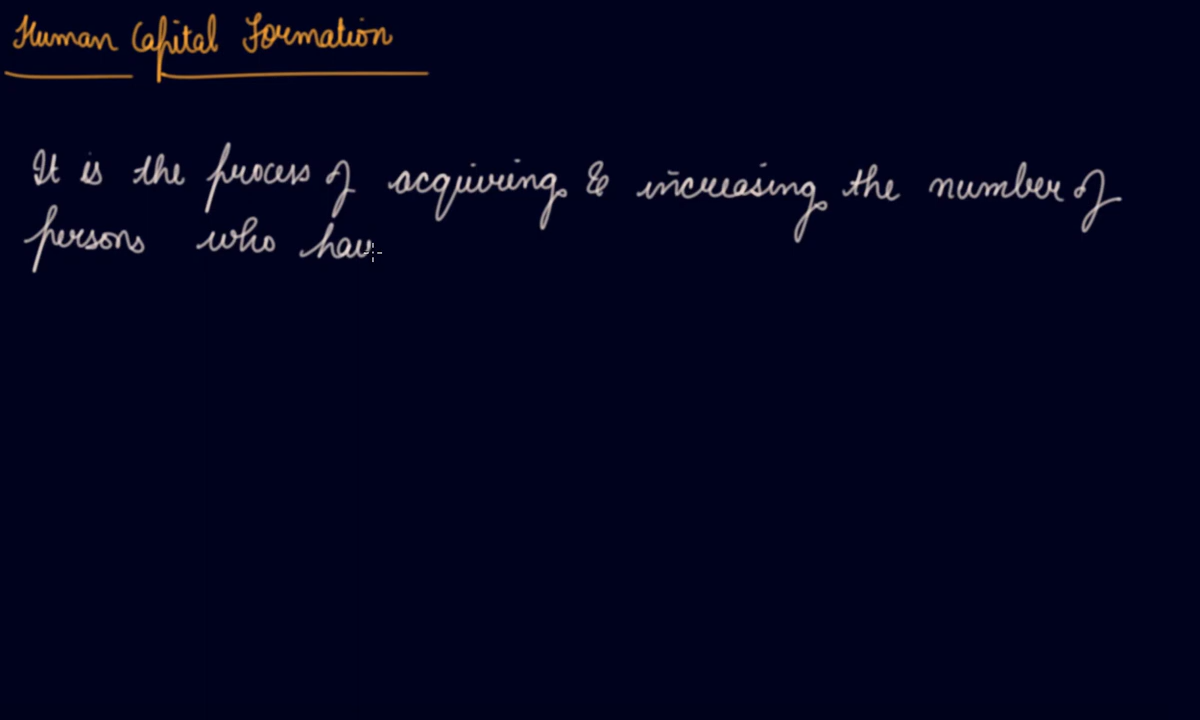 Human Capital Formation
It is the process of acquiring & increasing the number of
persons who hav